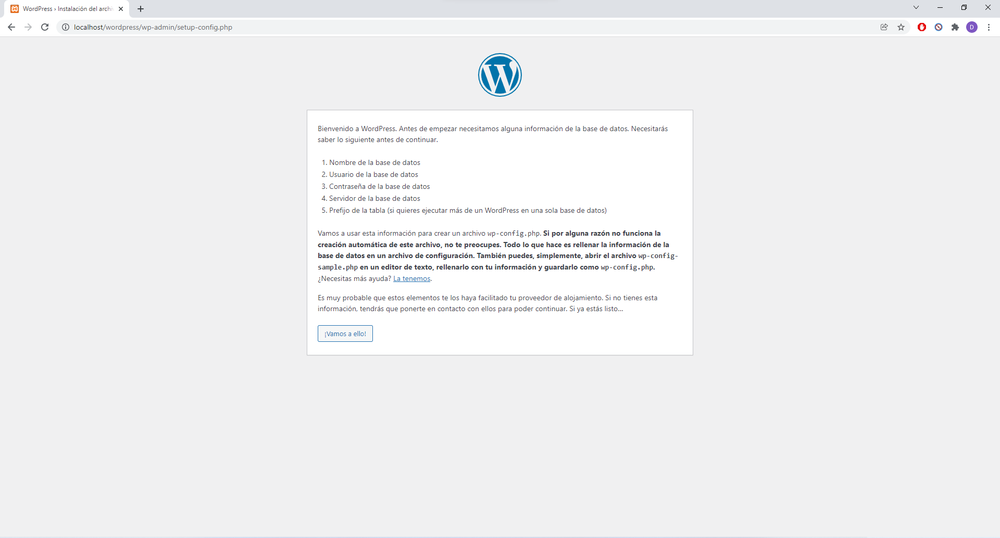 WordPress › Instalación del archi
localhost/wordpress/wp-admin/setup-config.php
D
Bienvenido a WordPress. Antes de empezar necesitamos alguna información de la base de datos. Necesitarás
saber lo siguiente antes de continuar.
1. Nombre de la base de datos
2. Usuario de la base de datos
3. Contraseña de la base de datos
4. Servidor de la base de datos
5. Prefijo de la tabla (si quieres ejecutar más de un WordPress en una sola base de datos)
Vamos a usar esta información para crear un archivo wp-config.php. Si por alguna razón no funciona la
creación automática de este archivo, no te preocupes. Todo lo que hace es rellenar la información de la
base de datos en un archivo de configuración. También puedes, simplemente, abrir el archivo wp-config-
sample.php en un editor de texto, rellenarlo con tu información y guardarlo como wp-config.php.
¿Necesitas más ayuda? La tenemos.
Es muy probable que estos elementos te los haya facilitado tu proveedor de alojamiento. Si no tienes esta
información, tendrás que ponerte en contacto con ellos para poder continuar. Si ya estás listo…
¡Vamos a ello!